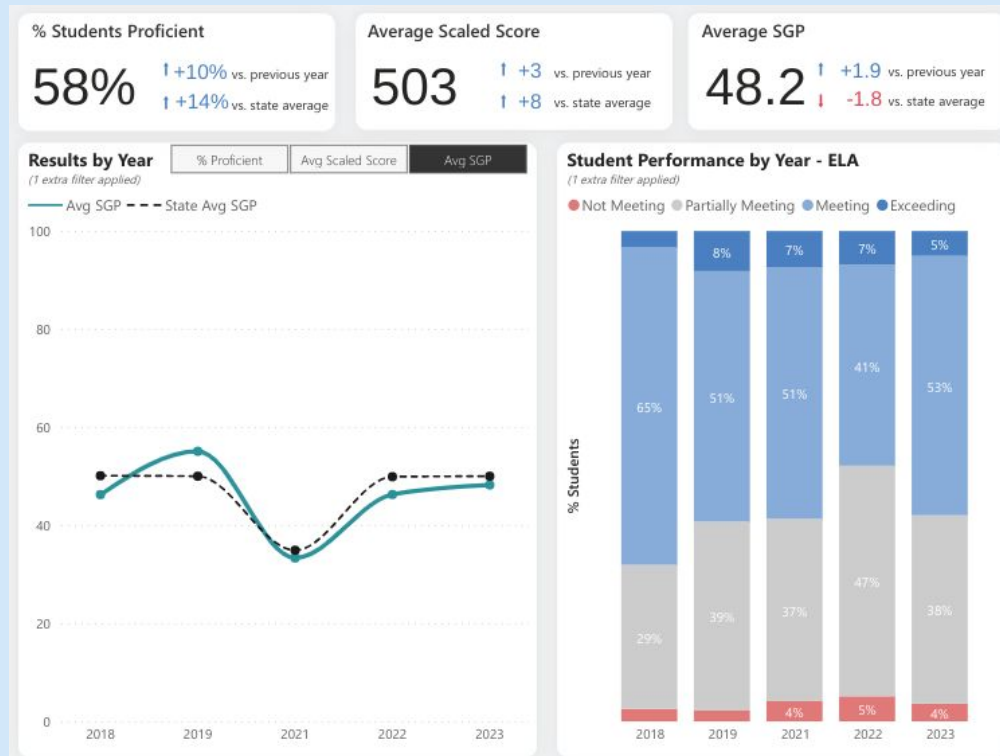 % Students Proficient
58%
+10% vs. previous year
+14% vs. state average
Average Scaled Score
503
+3 vs. previous year
+8 vs. state average
Average SGP
48.2
+1.9 vs. previous year
-1.8 vs. state average
Results by Year
% Proficient
Avg Scaled Score
Avg SGP
(1 extra filter applied)
Avg SGP State Avg SGP
100
80
60
40
20
0
2018 2019 2021 2022 2023
Student Performance by Year - ELA
(1 extra filter applied)
Not Meeting Partially Meeting Meeting Exceeding
% Students
8% 7% 7% 5%
65% 51% 51% 41% 53%
29% 39% 37% 47% 38%
4% 5% 4%
2018 2019 2021 2022 2023